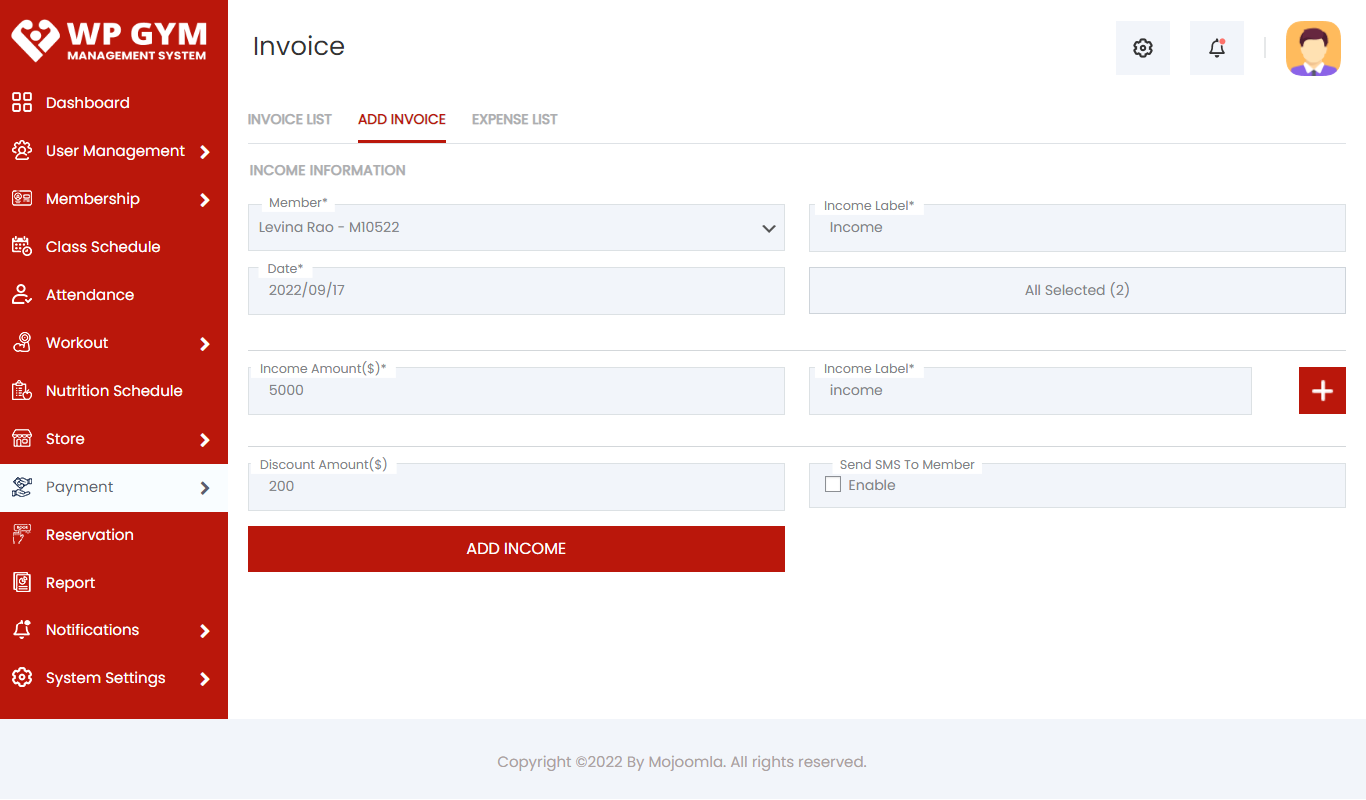 WP GYM
MANAGEMENT SYSTEM
Dashboard
User Management
Membership
Class Schedule
Attendance
Workout
Nutrition Schedule
Store
Payment
Reservation
Report
Notifications
System Settings
Invoice
INVOICE LIST ADD INVOICE EXPENSE LIST
INCOME INFORMATION
Member*
Levina Rao - M10522
Income Label*
Income
Date*
2022/09/17
All Selected (2)
Income Amount($)*
5000
Income Label*
income
Discount Amount($)
200
Send SMS To Member
Enable
ADD INCOME
Copyright ©2022 By Mojoomla. All rights reserved.